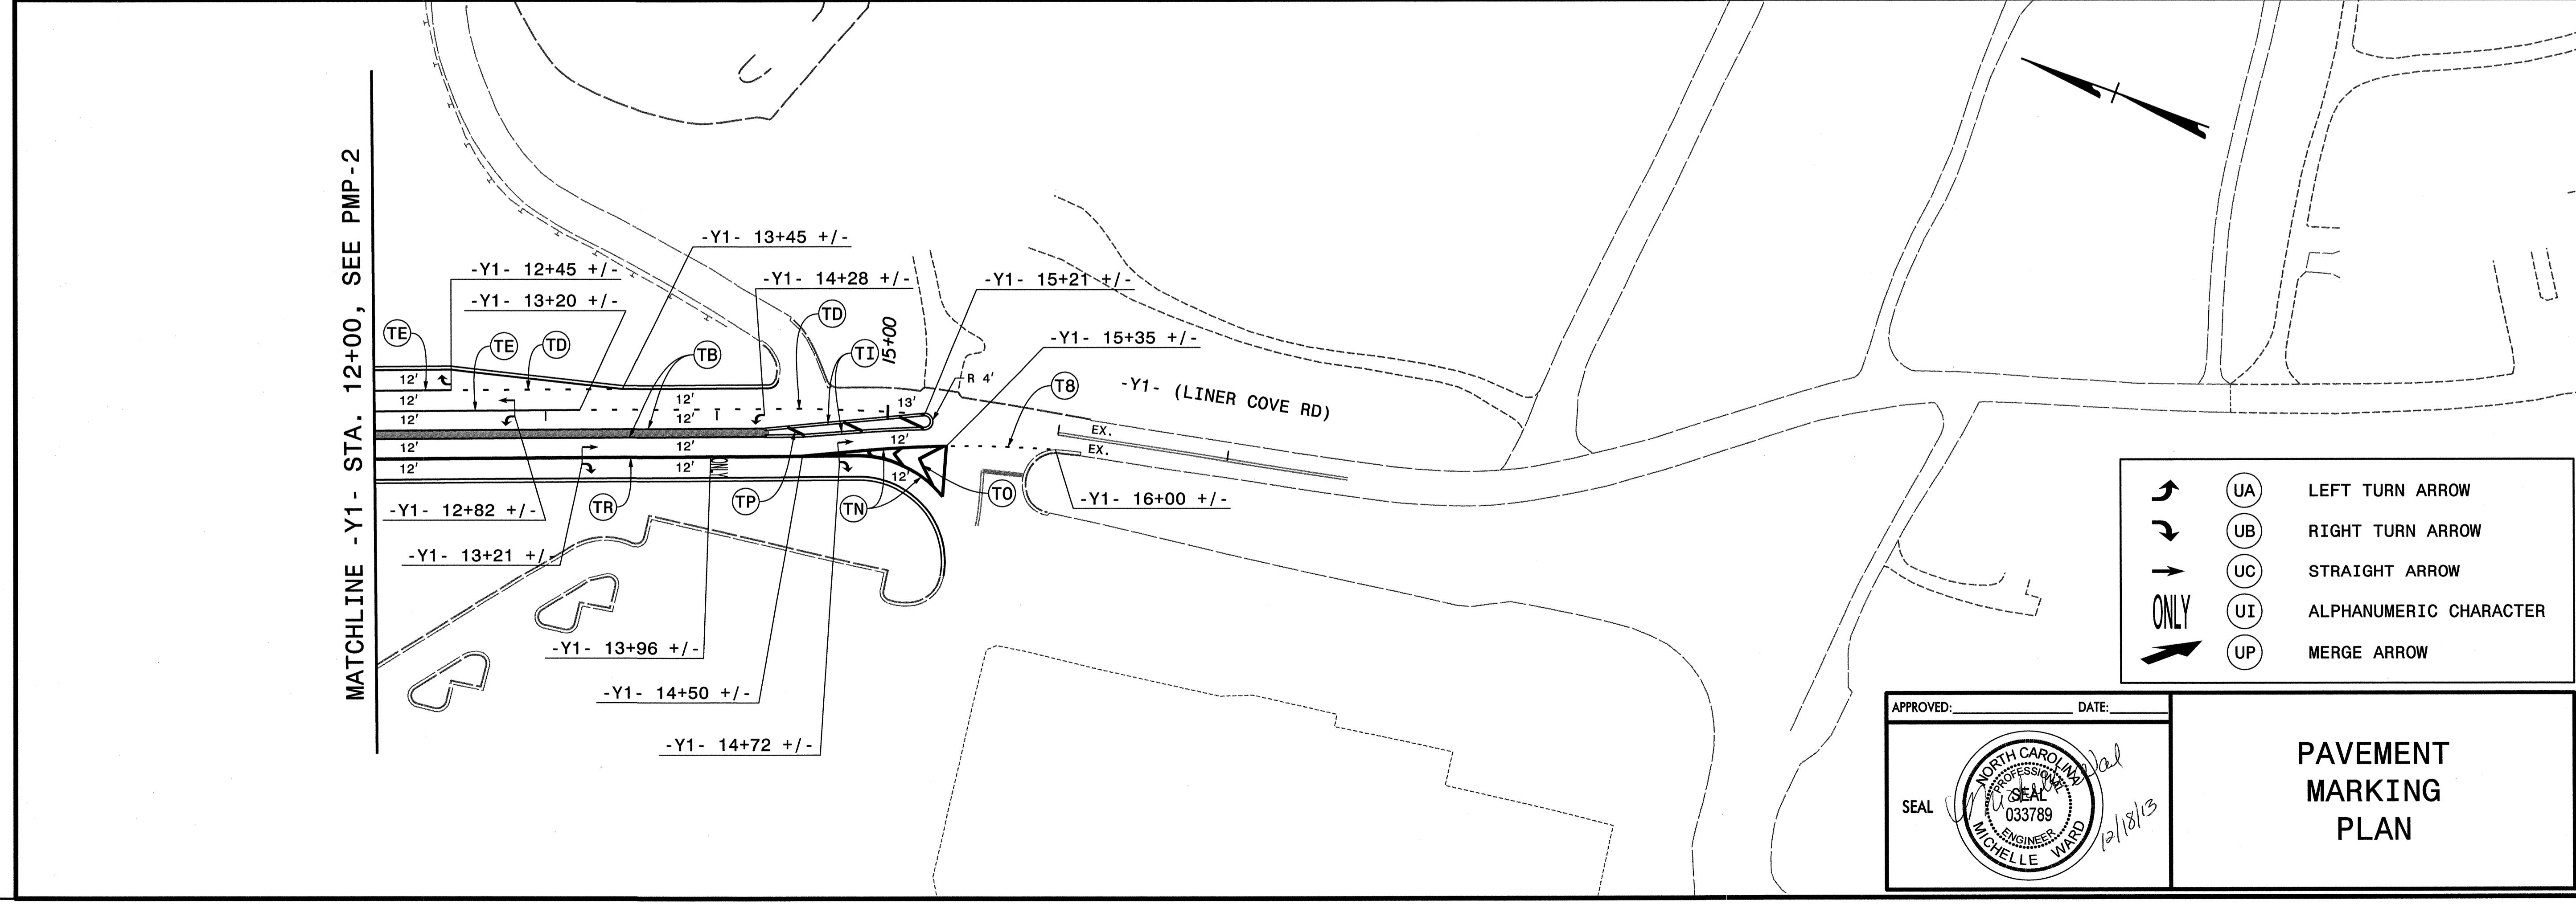 MATCHLINE -Y1- STA. 12+00, SEE PMP-2
-Y1- 13+45 +/-
-Y1- 12+45 +/-
-Y1- 14+28 +/-
-Y1- 15+21 +/-
-Y1- 13+20 +/-
TD
15+00
TE
TE
TD
TB
TI
-Y1- 15+35 +/-
R 4'
T8
-Y1- (LINER COVE RD)
12'
12'
12'
12'
12'
12'
12'
12'
12'
13'
12'
12'
EX.
EX.
ONLY
-Y1- 12+82 +/-
TR
TP
TN
TO
-Y1- 16+00 +/-
-Y1- 13+21 +/-
-Y1- 13+96 +/-
-Y1- 14+50 +/-
-Y1- 14+72 +/-
UA LEFT TURN ARROW
UB RIGHT TURN ARROW
UC STRAIGHT ARROW
ONLY UI ALPHANUMERIC CHARACTER
UP MERGE ARROW
APPROVED: DATE:
SEAL
NORTH CAROLINA
PROFESSIONAL
SEAL
033789
ENGINEER
MICHELLE WARD
12/18/13
PAVEMENT
MARKING
PLAN